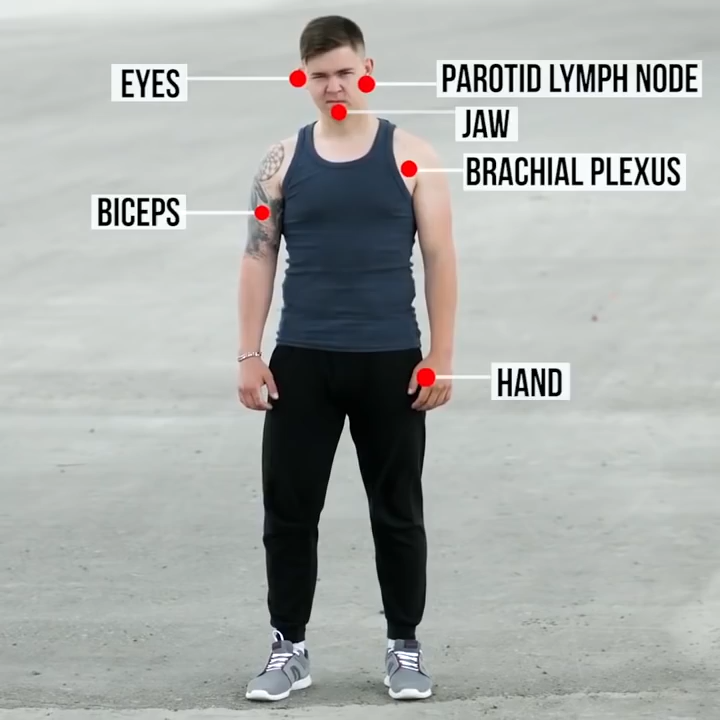 EYES
PAROTID LYMPH NODE
JAW
BRACHIAL PLEXUS
BICEPS
HAND